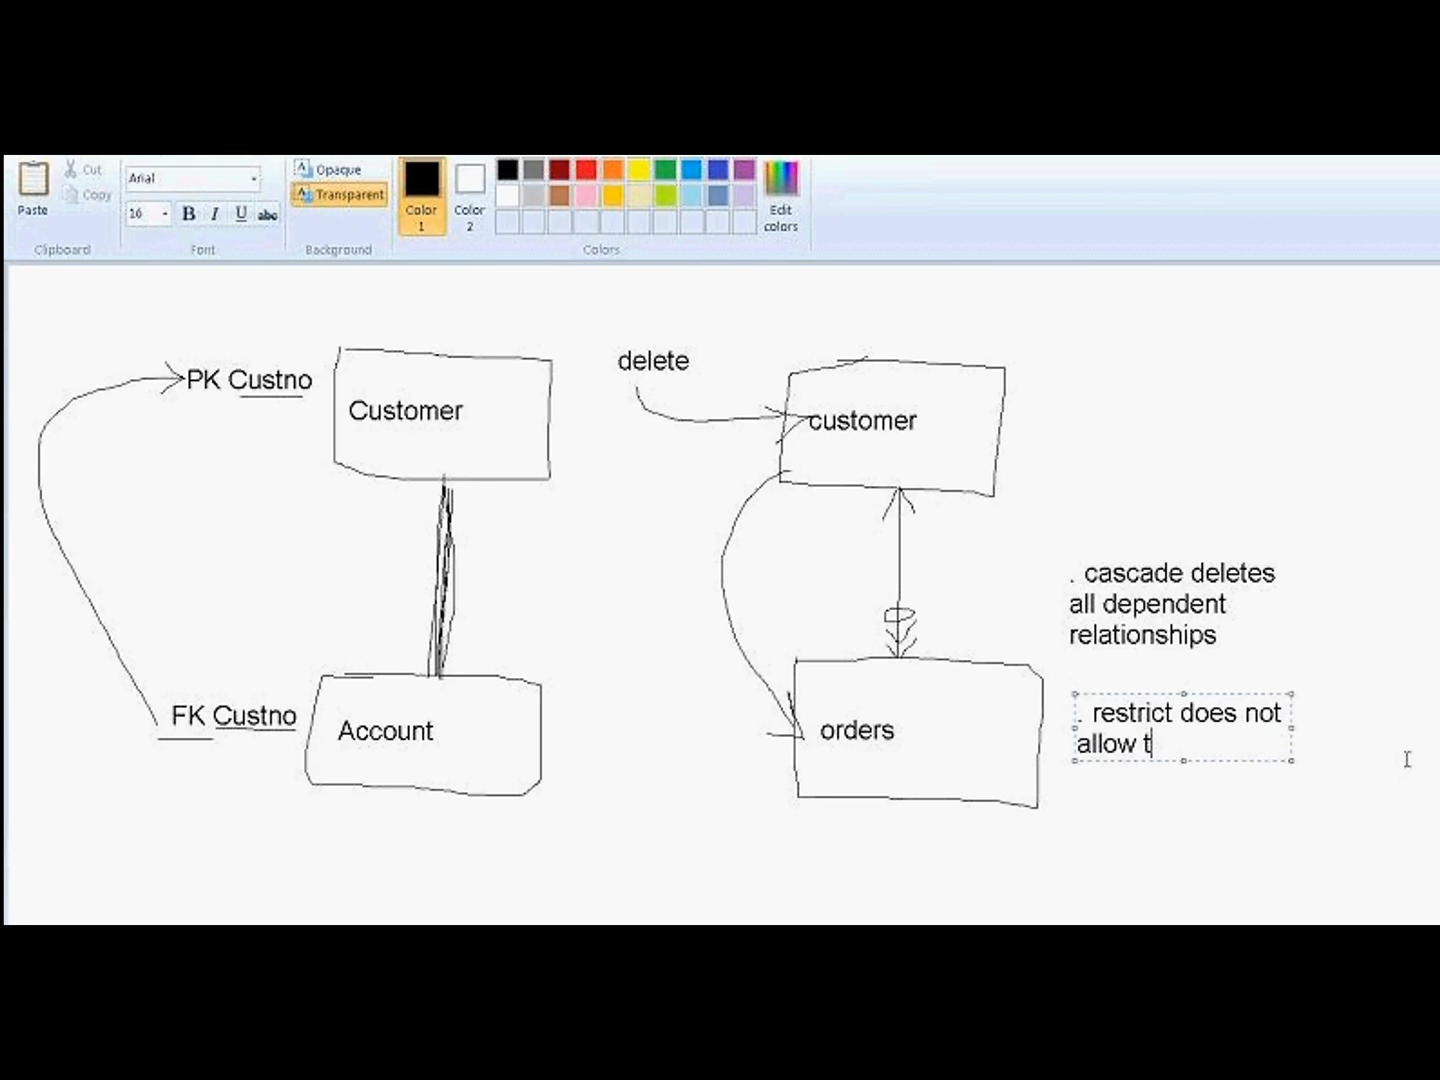 Paste
Cut
Copy
Clipboard
Arial
16
B I U abc
Font
Opaque
Transparent
Background
Color 1
Color 2
Edit colors
Colors
PK Custno
Customer
FK Custno
Account
delete
customer
orders
. cascade deletes
all dependent
relationships
. restrict does not
allow t